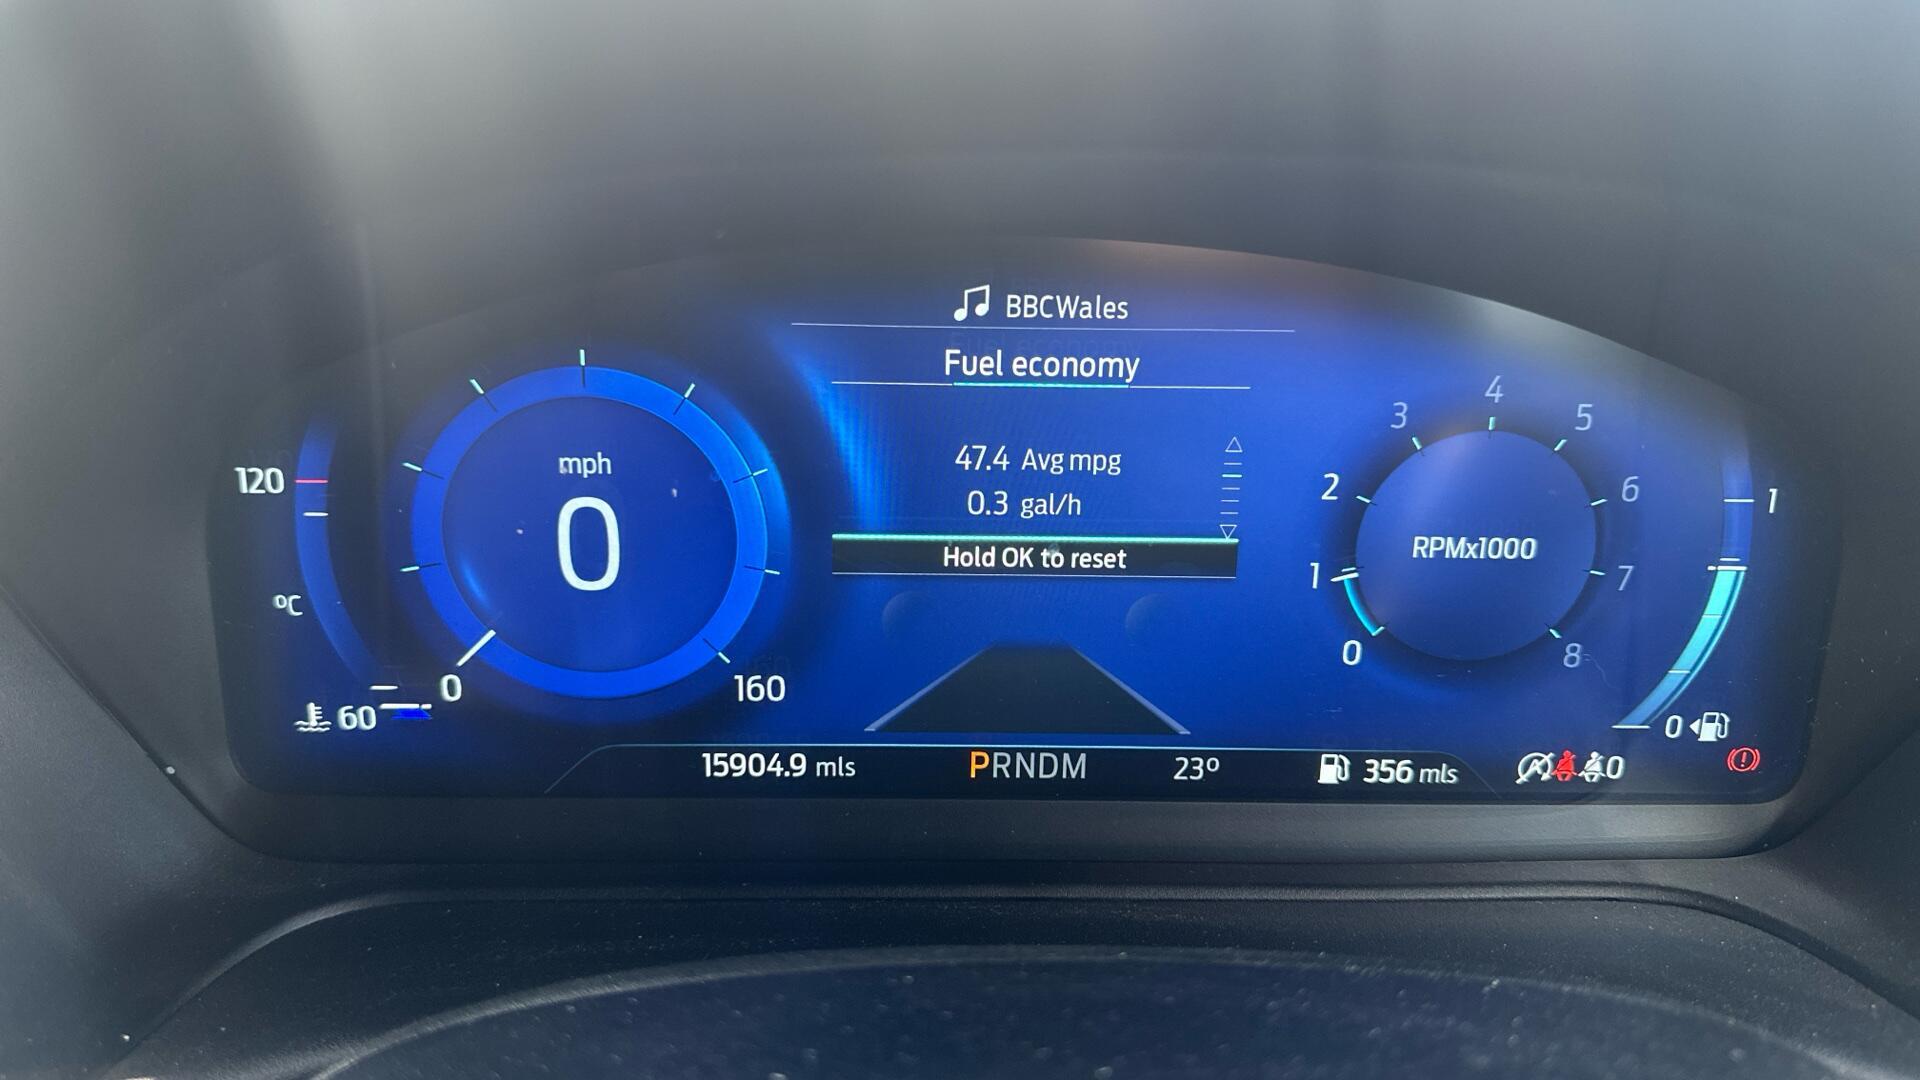 BBCWales
Fuel economy
47.4 Avg mpg
0.3 gal/h
Hold OK to reset
120
°C
60
mph
0
0
160
0
1
2
3
4
5
6
7
8
RPMx1000
1
0
15904.9 mls
PRNDM
23°
356 mls
0